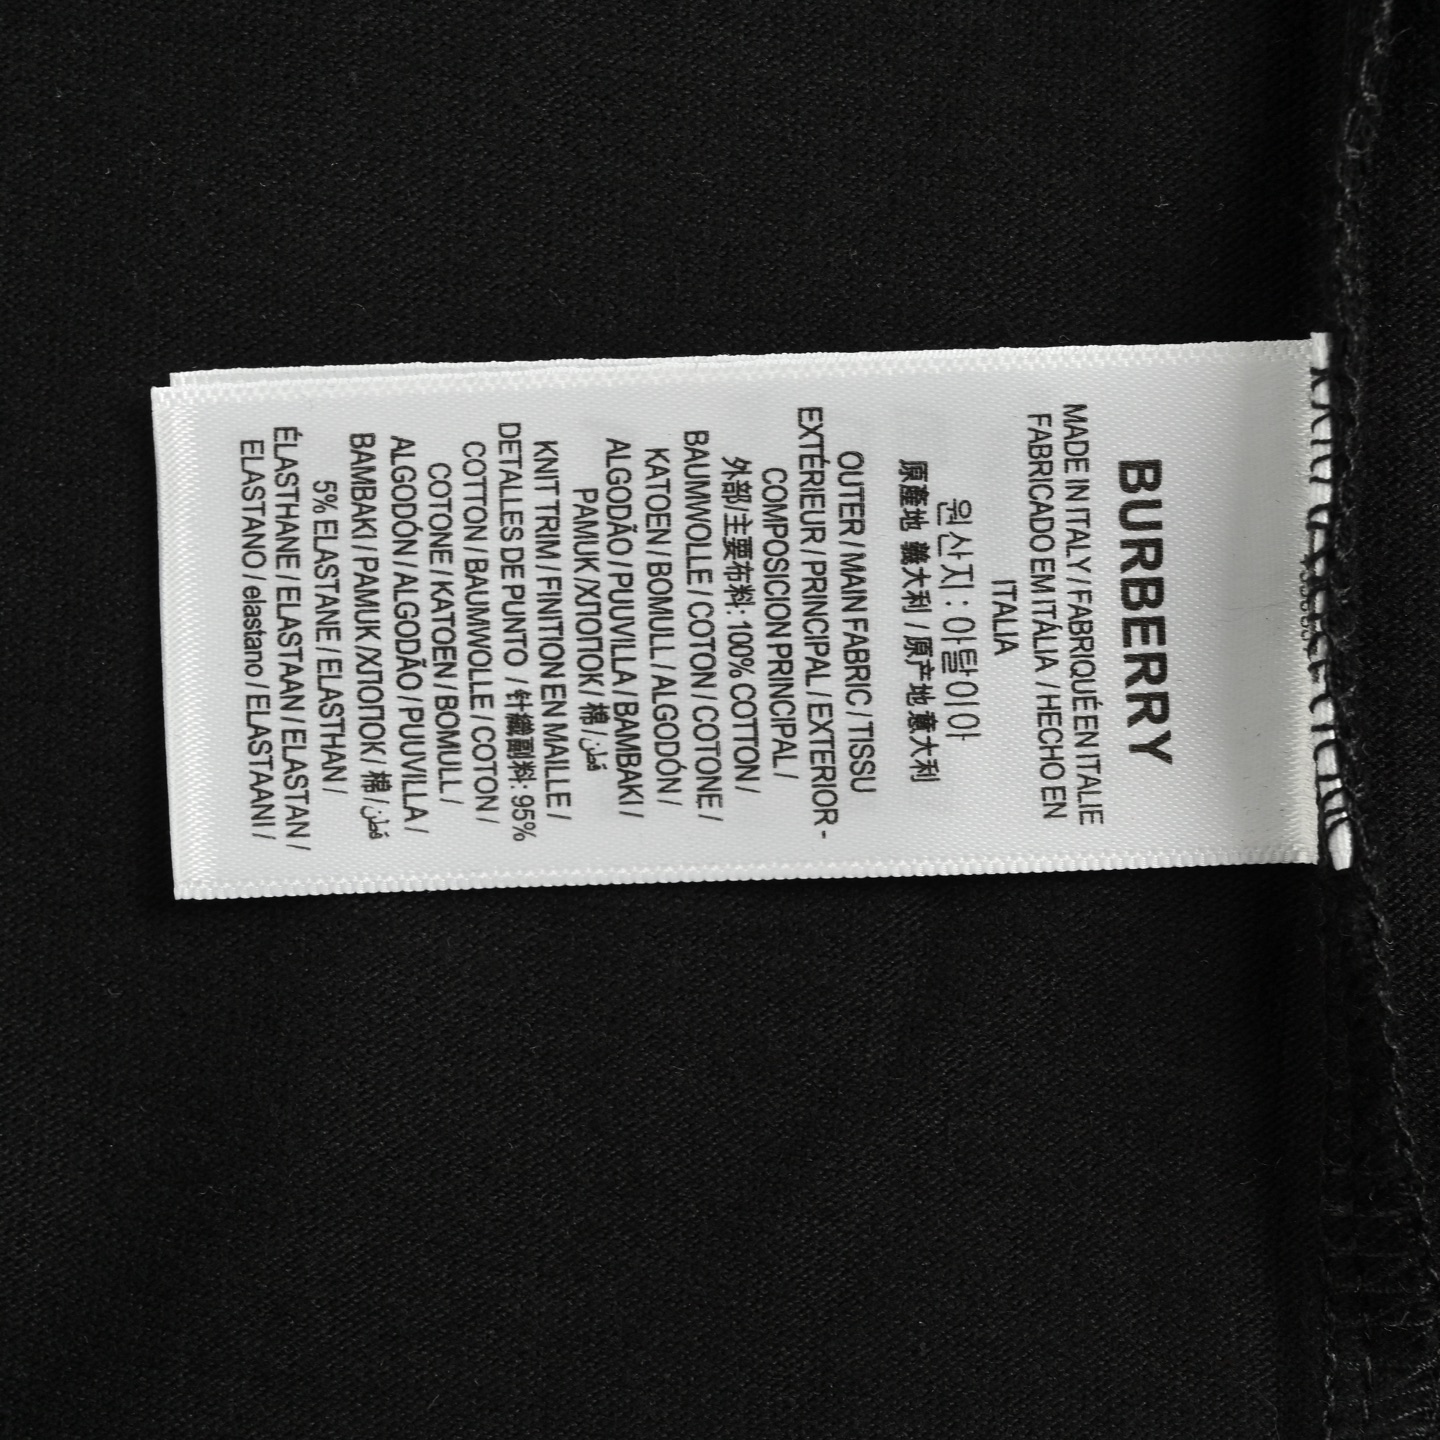 BURBERRY
MADE IN ITALY / FABRIQUÉ EN ITALIE
FABRICADO EM ITÁLIA / HECHO EN
ITALIA
원산지 : 이탈이아
原產地 義大利 / 原产地 意大利
OUTER / MAIN FABRIC / TISSU
EXTÉRIEUR / PRINCIPAL / EXTERIOR -
COMPOSICION PRINCIPAL /
外部/主要布料: 100% COTTON /
BAUMWOLLE / COTON / COTONE /
KATOEN / BOMULL / ALGODÓN /
ALGODÃO / PUUVILLA / BAMBAKI /
PAMUK /ХΠΟΠΟΚ/ 棉 / قطن
KNIT TRIM / FINITION EN MAILLE /
DETALLES DE PUNTO / 针織副料: 95%
COTTON / BAUMWOLLE / COTON /
COTONE / KATOEN / BOMULL /
ALGODÓN / ALGODÃO / PUUVILLA /
BAMBAKI / PAMUK /ХΠΟΠΟΚ/ 棉 / قطن
5% ELASTANE / ELASTHAN /
ÉLASTHANE / ELASTAAN / ELASTAN /
ELASTANO / elastano / ELASTAANI /